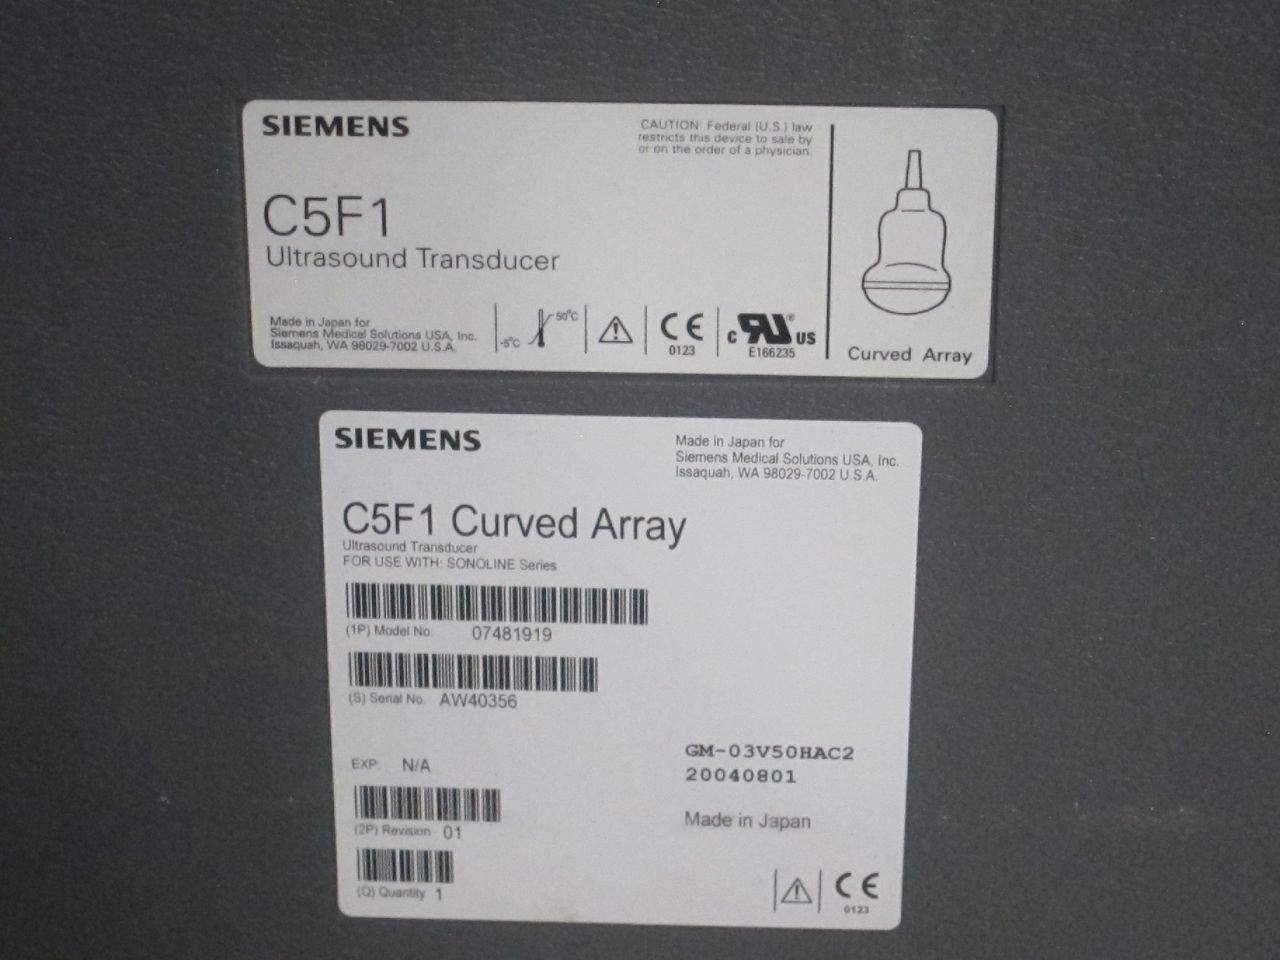 SIEMENS
CAUTION: Federal (U.S.) law
restricts this device to sale by
or on the order of a physician.
C5F1
Ultrasound Transducer
Made in Japan for
Siemens Medical Solutions USA, Inc.
Issaquah, WA 98029-7002 U.S.A.
-5°C
50°C
CE
0123
c RU ® US
E166235
Curved Array
SIEMENS
Made in Japan for
Siemens Medical Solutions USA, Inc.
Issaquah, WA 98029-7002 U.S.A.
C5F1 Curved Array
Ultrasound Transducer
FOR USE WITH: SONOLINE Series
(1P) Model No. 07481919
(S) Serial No. AW40356
EXP: N/A
GM-03V50HAC2
20040801
(2P) Revision 01
Made in Japan
(Q) Quantity 1
CE
0123